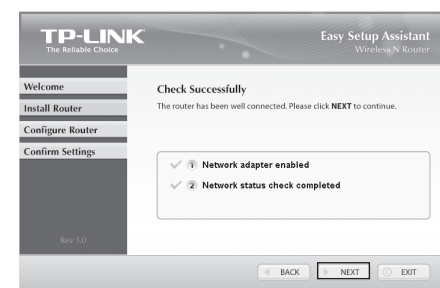 TP-LINK
The Reliable Choice
Easy Setup Assistant
Wireless N Router
Welcome
Install Router
Configure Router
Confirm Settings
Rev 1.0
Check Successfully
The router has been well connected. Please click NEXT to continue.
1 Network adapter enabled
2 Network status check completed
BACK
NEXT
EXIT